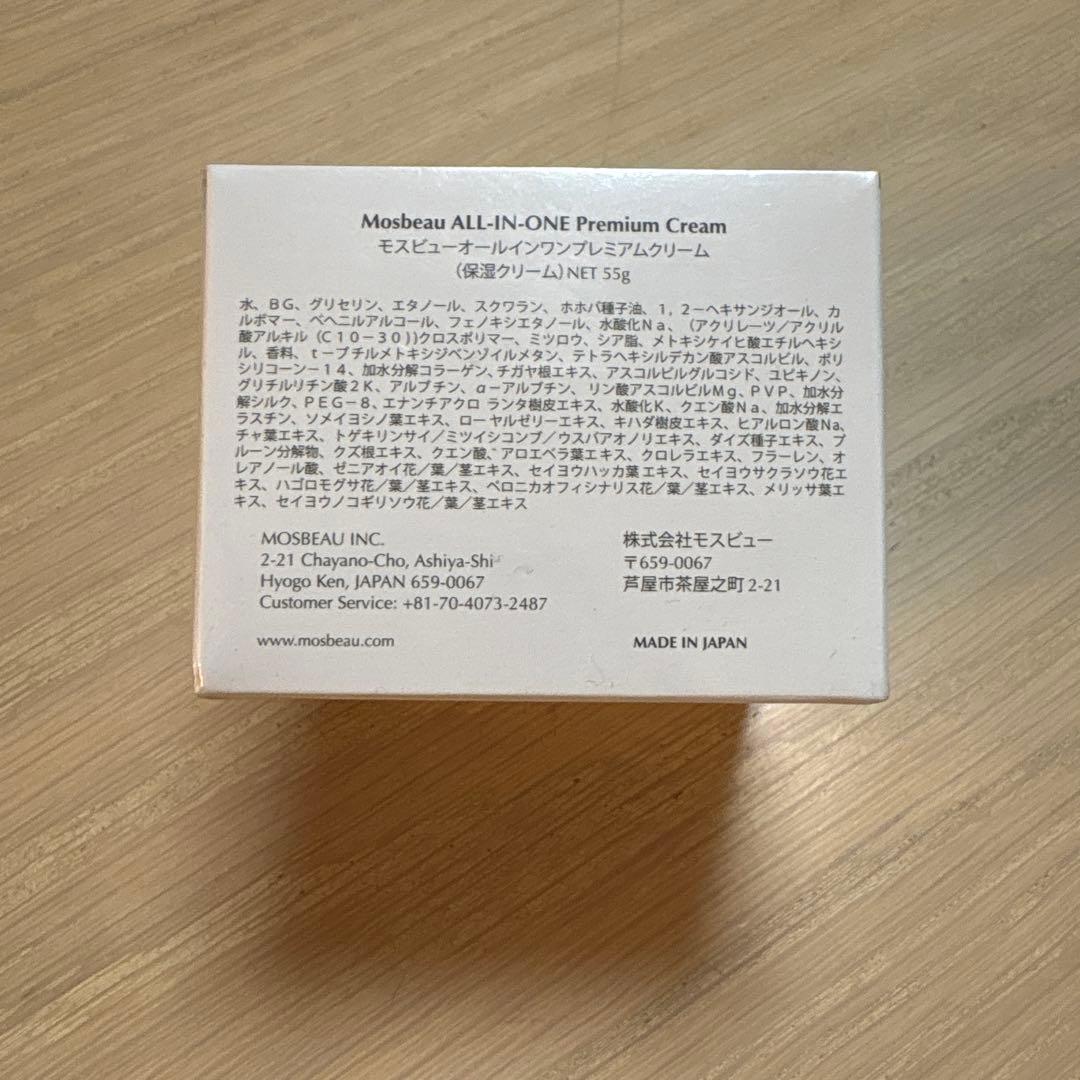 Mosbeau ALL-IN-ONE Premium Cream
モスビューオールインワンプレミアムクリーム
（保湿クリーム）NET 55g
水、BG、グリセリン、エタノール、スクワラン、ホホバ種子油、1，2－ヘキサンジオール、カ
ルボマー、ベヘニルアルコール、フェノキシエタノール、水酸化Na、（アクリレーツ／アクリル
酸アルキル（C10－30））クロスポリマー、ミツロウ、シア脂、メトキシケイヒ酸エチルヘキシ
ル、香料、t－ブチルメトキシジベンゾイルメタン、テトラヘキシルデカン酸アスコルビル、ポリ
シリコーン－14、加水分解コラーゲン、チガヤ根エキス、アスコルビルグルコシド、ユビキノン、
グリチルリチン酸2K、アルブチン、α－アルブチン、リン酸アスコルビルMg、PVP、加水分
解シルク、PEG－8、エナンチアクロ ランタ樹皮エキス、水酸化K、クエン酸Na、加水分解エ
ラスチン、ソメイヨシノ葉エキス、ローヤルゼリーエキス、キハダ樹皮エキス、ヒアルロン酸Na、
チャ葉エキス、トゲキリンサイ／ミツイシコンブ／ウスバアオノリエキス、ダイズ種子エキス、プ
ルーン分解物、クズ根エキス、クエン酸、アロエベラ葉エキス、クロレラエキス、フラーレン、オ
レアノール酸、ゼニアオイ花／葉／茎エキス、セイヨウハッカ葉エキス、セイヨウサクラソウ花エ
キス、ハゴロモグサ花／葉／茎エキス、ベロニカオフィシナリス花／葉／茎エキス、メリッサ葉エ
キス、セイヨウノコギリソウ花／葉／茎エキス
MOSBEAU INC.
2-21 Chayano-Cho, Ashiya-Shi
Hyogo Ken, JAPAN 659-0067
Customer Service: +81-70-4073-2487
www.mosbeau.com
株式会社モスビュー
〒659-0067
芦屋市茶屋之町 2-21
MADE IN JAPAN